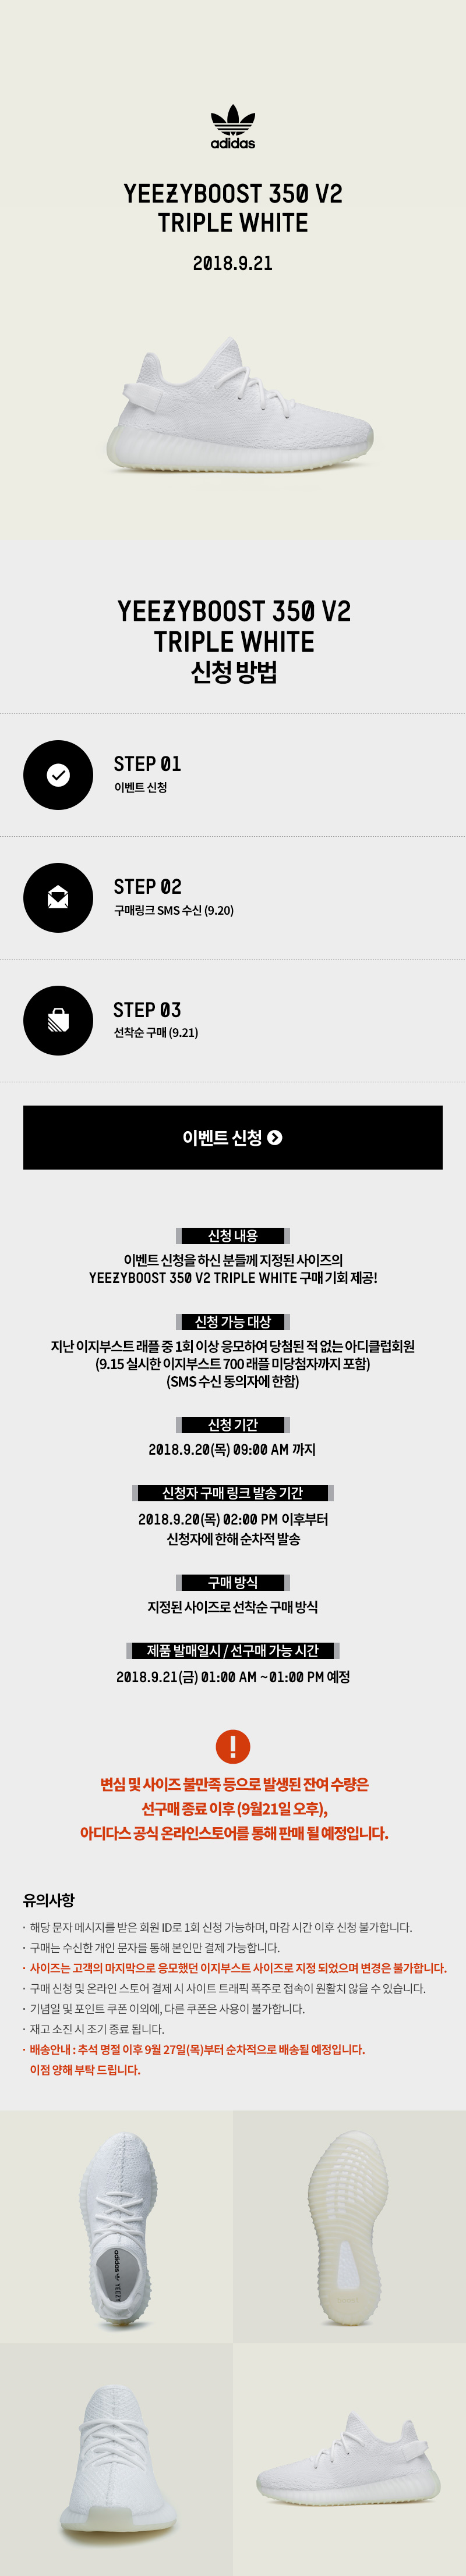 adidas
YEEZYBOOST 350 V2
TRIPLE WHITE
2018.9.21
YEEZYBOOST 350 V2
TRIPLE WHITE
신청 방법
STEP 01
이벤트 신청
STEP 02
구매링크 SMS 수신 (9.20)
STEP 03
선착순 구매 (9.21)
이벤트 신청
신청 내용
이벤트 신청을 하신 분들께 지정된 사이즈의
YEEZYBOOST 350 V2 TRIPLE WHITE 구매 기회 제공!
신청 가능 대상
지난 이지부스트 래플 중 1회 이상 응모하여 당첨된 적 없는 아디클럽회원
(9.15 실시한 이지부스트 700 래플 미당첨자까지 포함)
(SMS 수신 동의자에 한함)
신청 기간
2018.9.20(목) 09:00 AM 까지
신청자 구매 링크 발송 기간
2018.9.20(목) 02:00 PM 이후부터
신청자에 한해 순차적 발송
구매 방식
지정된 사이즈로 선착순 구매 방식
제품 발매일시 / 선구매 가능 시간
2018.9.21(금) 01:00 AM ~01:00 PM 예정
변심 및 사이즈 불만족 등으로 발생된 잔여 수량은
선구매 종료 이후 (9월21일 오후),
아디다스 공식 온라인스토어를 통해 판매 될 예정입니다.
유의사항
· 해당 문자 메시지를 받은 회원 ID로 1회 신청 가능하며, 마감 시간 이후 신청 불가합니다.
· 구매는 수신한 개인 문자를 통해 본인만 결제 가능합니다.
· 사이즈는 고객의 마지막으로 응모했던 이지부스트 사이즈로 지정 되었으며 변경은 불가합니다.
· 구매 신청 및 온라인 스토어 결제 시 사이트 트래픽 폭주로 접속이 원활치 않을 수 있습니다.
· 기념일 및 포인트 쿠폰 이외에, 다른 쿠폰은 사용이 불가합니다.
· 재고 소진 시 조기 종료 됩니다.
· 배송안내 : 추석 명절 이후 9월 27일(목)부터 순차적으로 배송될 예정입니다.
이점 양해 부탁 드립니다.
adidas